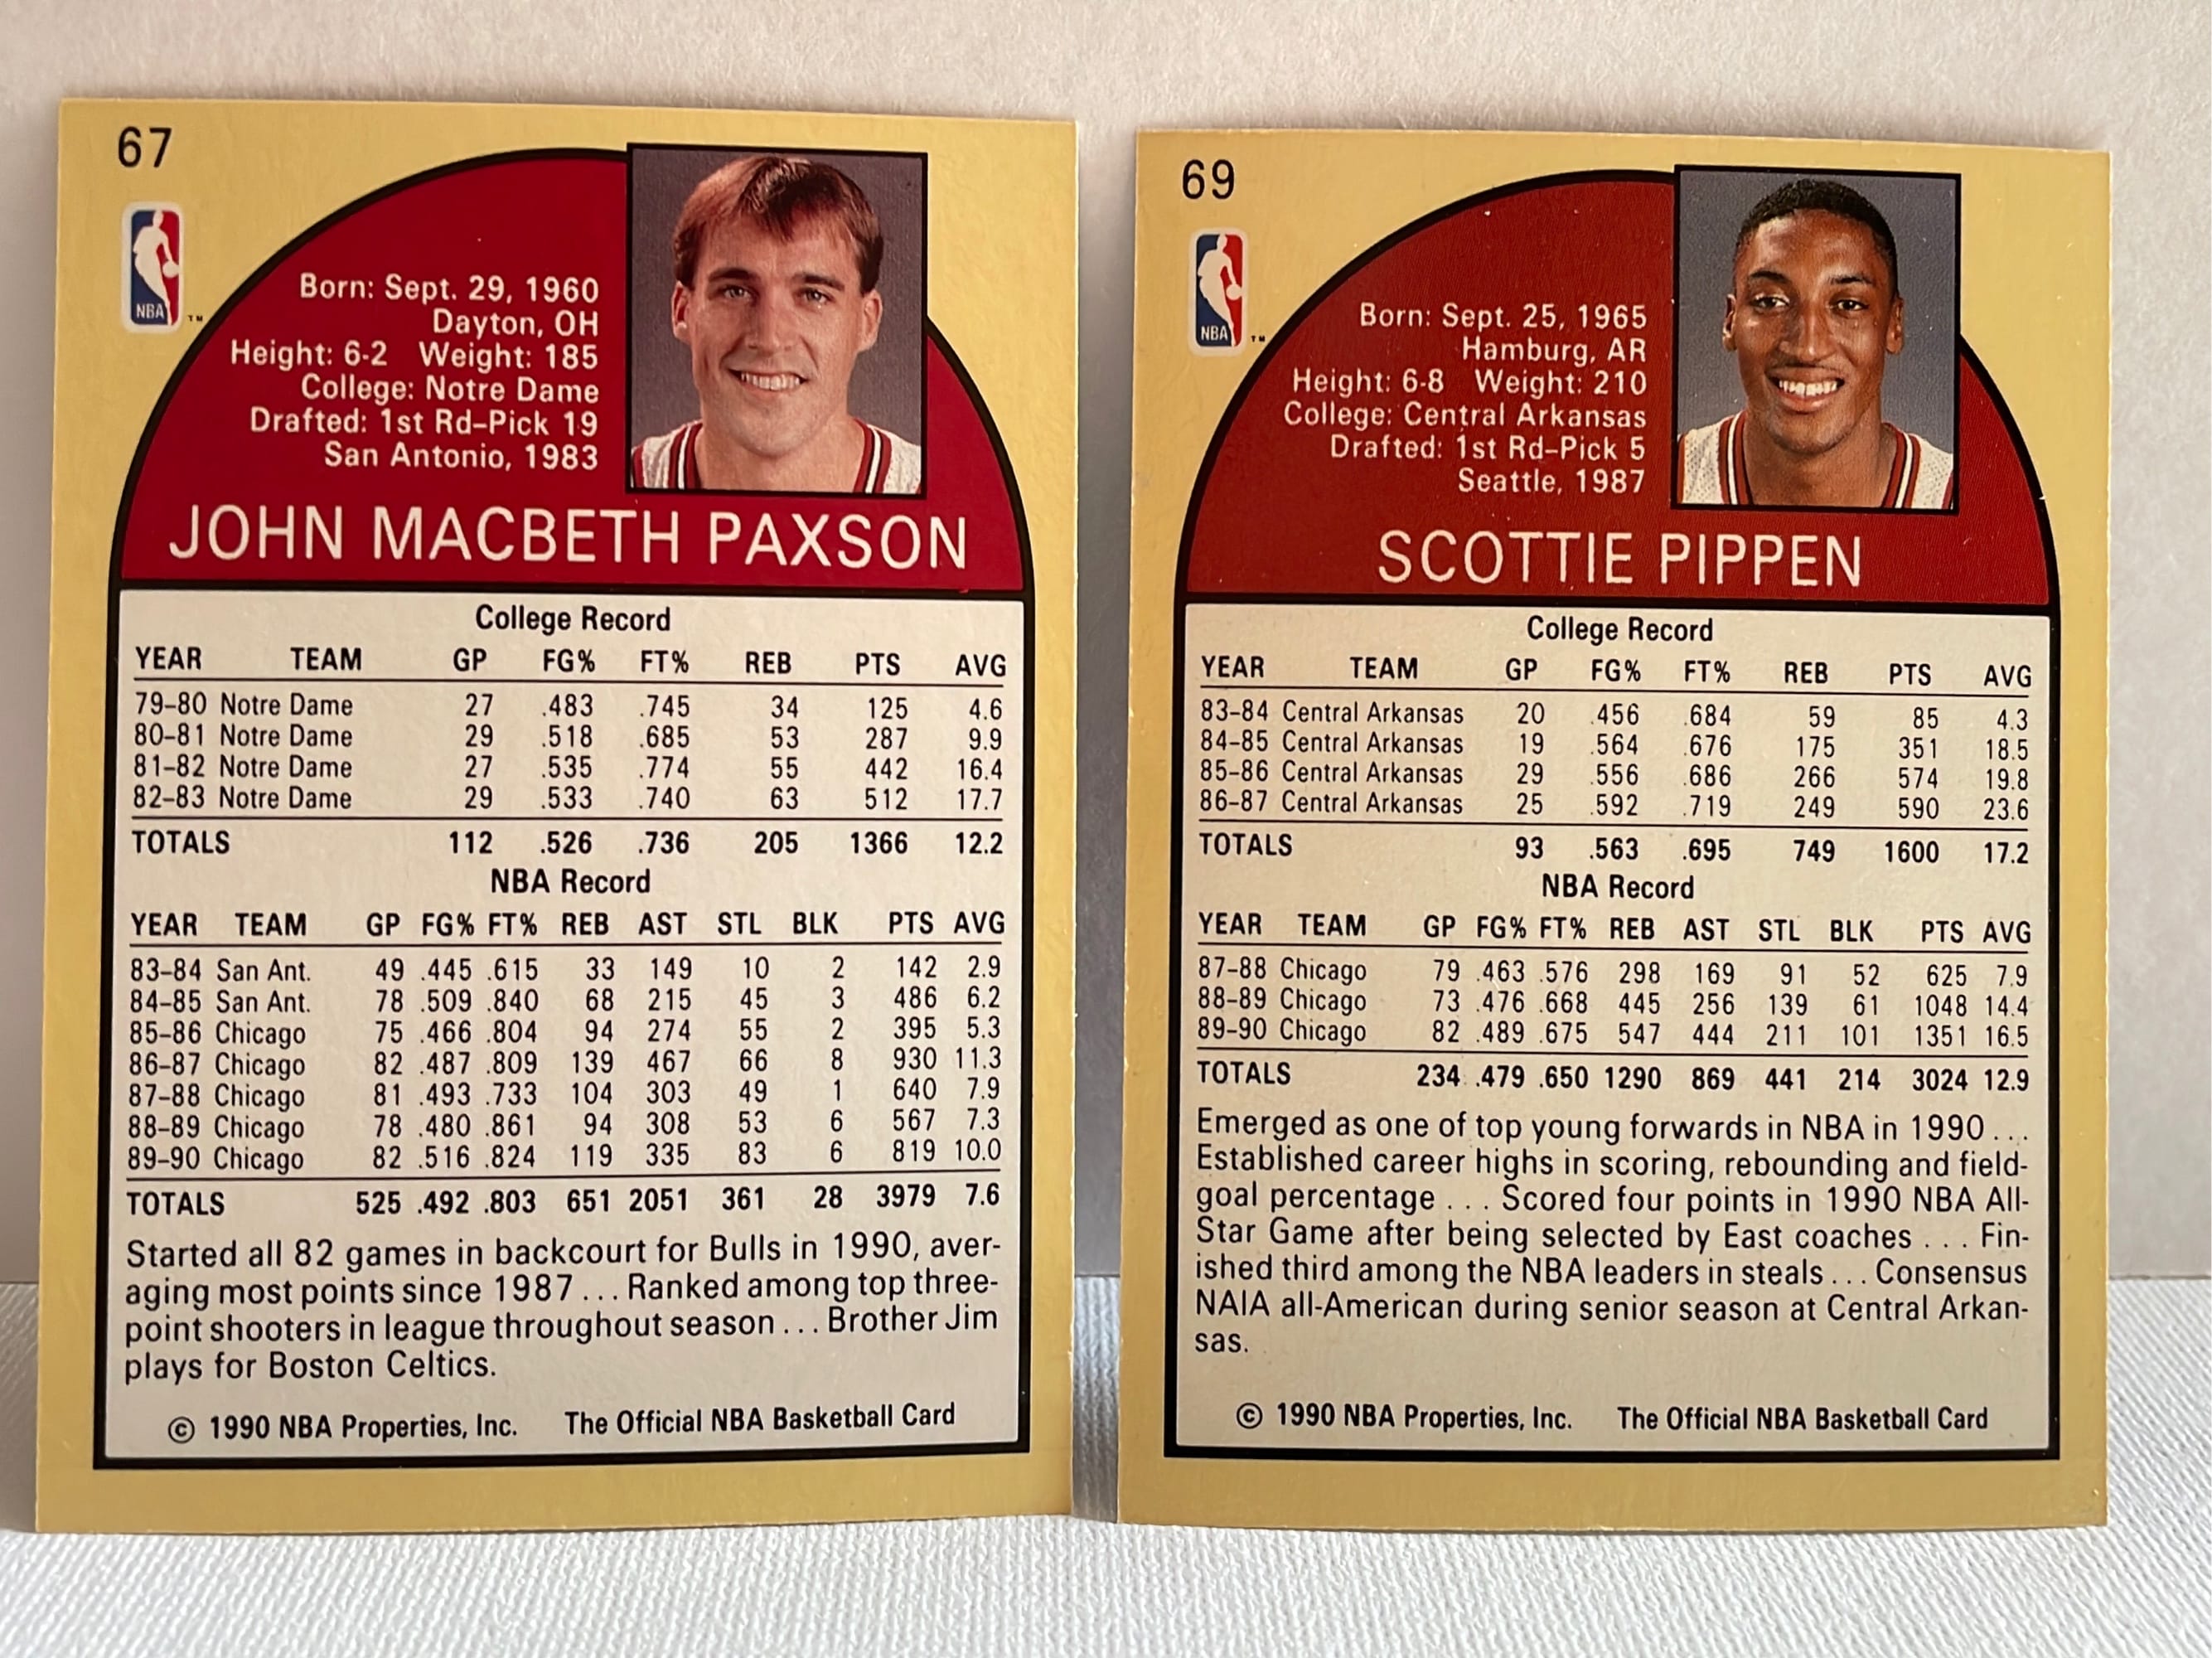 67
NBA
TM
Born: Sept. 29, 1960
Dayton, OH
Height: 6-2 Weight: 185
College: Notre Dame
Drafted: 1st Rd–Pick 19
San Antonio, 1983
JOHN MACBETH PAXSON
College Record
YEAR TEAM GP FG% FT% REB PTS AVG
79–80 Notre Dame 27 .483 .745 34 125 4.6
80–81 Notre Dame 29 .518 .685 53 287 9.9
81–82 Notre Dame 27 .535 .774 55 442 16.4
82–83 Notre Dame 29 .533 .740 63 512 17.7
TOTALS 112 .526 .736 205 1366 12.2
NBA Record
YEAR TEAM GP FG% FT% REB AST STL BLK PTS AVG
83–84 San Ant. 49 .445 .615 33 149 10 2 142 2.9
84–85 San Ant. 78 .509 .840 68 215 45 3 486 6.2
85–86 Chicago 75 .466 .804 94 274 55 2 395 5.3
86–87 Chicago 82 .487 .809 139 467 66 8 930 11.3
87–88 Chicago 81 .493 .733 104 303 49 1 640 7.9
88–89 Chicago 78 .480 .861 94 308 53 6 567 7.3
89–90 Chicago 82 .516 .824 119 335 83 6 819 10.0
TOTALS 525 .492 .803 651 2051 361 28 3979 7.6
Started all 82 games in backcourt for Bulls in 1990, aver-
aging most points since 1987 . . . Ranked among top three-
point shooters in league throughout season . . . Brother Jim
plays for Boston Celtics.
© 1990 NBA Properties, Inc. The Official NBA Basketball Card
69
NBA
TM
Born: Sept. 25, 1965
Hamburg, AR
Height: 6-8 Weight: 210
College: Central Arkansas
Drafted: 1st Rd–Pick 5
Seattle, 1987
SCOTTIE PIPPEN
College Record
YEAR TEAM GP FG% FT% REB PTS AVG
83–84 Central Arkansas 20 .456 .684 59 85 4.3
84–85 Central Arkansas 19 .564 .676 175 351 18.5
85–86 Central Arkansas 29 .556 .686 266 574 19.8
86–87 Central Arkansas 25 .592 .719 249 590 23.6
TOTALS 93 .563 .695 749 1600 17.2
NBA Record
YEAR TEAM GP FG% FT% REB AST STL BLK PTS AVG
87–88 Chicago 79 .463 .576 298 169 91 52 625 7.9
88–89 Chicago 73 .476 .668 445 256 139 61 1048 14.4
89–90 Chicago 82 .489 .675 547 444 211 101 1351 16.5
TOTALS 234 .479 .650 1290 869 441 214 3024 12.9
Emerged as one of top young forwards in NBA in 1990 . . .
Established career highs in scoring, rebounding and field-
goal percentage . . . Scored four points in 1990 NBA All-
Star Game after being selected by East coaches . . . Fin-
ished third among the NBA leaders in steals . . . Consensus
NAIA all-American during senior season at Central Arkan-
sas.
© 1990 NBA Properties, Inc. The Official NBA Basketball Card